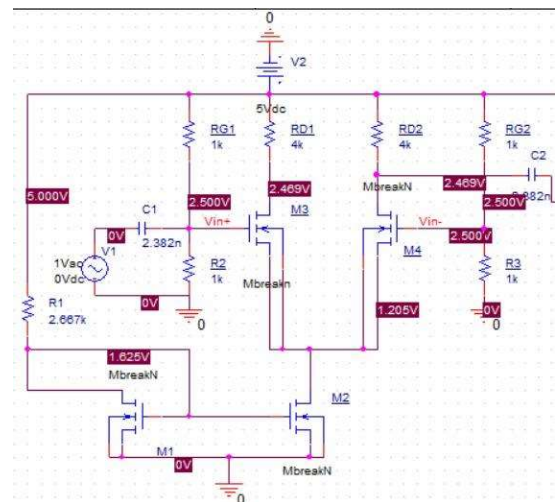 0
V2
5Vdc
RG1
1k
RD1
4k
RD2
4k
RG2
1k
C2
MbreakN
2.469V
2.469V
5.000V
2.500V
2.500V
C1
Vin+
M3
Vin-
0V
2.382n
2.500V
M4
V1
1Vac
0Vdc
R2
1k
Mbreakn
R3
1k
R1
2.667k
0V
1.205V
0V
0
0
1.625V
MbreakN
M2
M1
0V
MbreakN
0